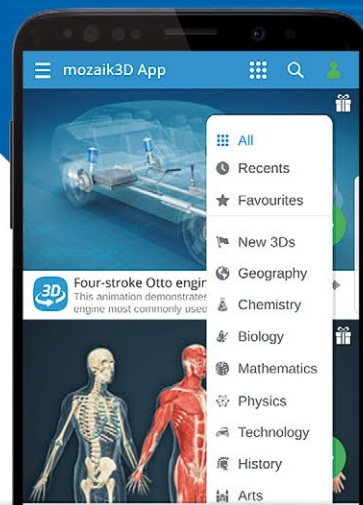 mozaik3D App
All
Recents
Favourites
New 3Ds
Geography
Chemistry
Biology
Mathematics
Physics
Technology
History
Arts
3D
Four-stroke Otto engin
This animation demonstrates
engine most commonly used